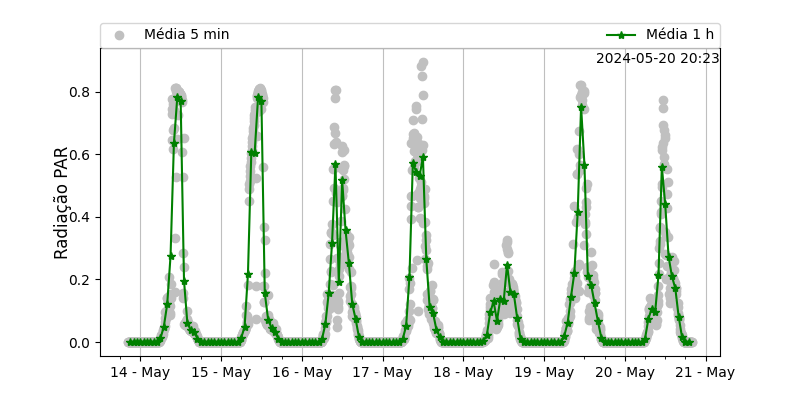 Média 5 min
Média 1 h
2024-05-20 20:23
Radiação PAR
0.8
0.6
0.4
0.2
0.0
14 - May
15 - May
16 - May
17 - May
18 - May
19 - May
20 - May
21 - May